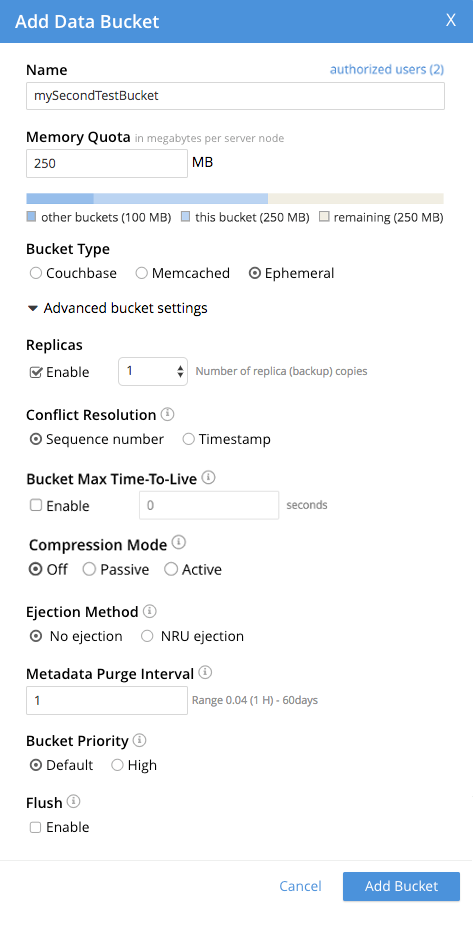 Add Data Bucket X
Name authorized users (2)
mySecondTestBucket
Memory Quota in megabytes per server node
250 MB
other buckets (100 MB) this bucket (250 MB) remaining (250 MB)
Bucket Type
Couchbase Memcached Ephemeral
Advanced bucket settings
Replicas
Enable 1 Number of replica (backup) copies
Conflict Resolution
Sequence number Timestamp
Bucket Max Time-To-Live
Enable 0 seconds
Compression Mode
Off Passive Active
Ejection Method
No ejection NRU ejection
Metadata Purge Interval
1 Range 0.04 (1 H) - 60days
Bucket Priority
Default High
Flush
Enable
Cancel Add Bucket